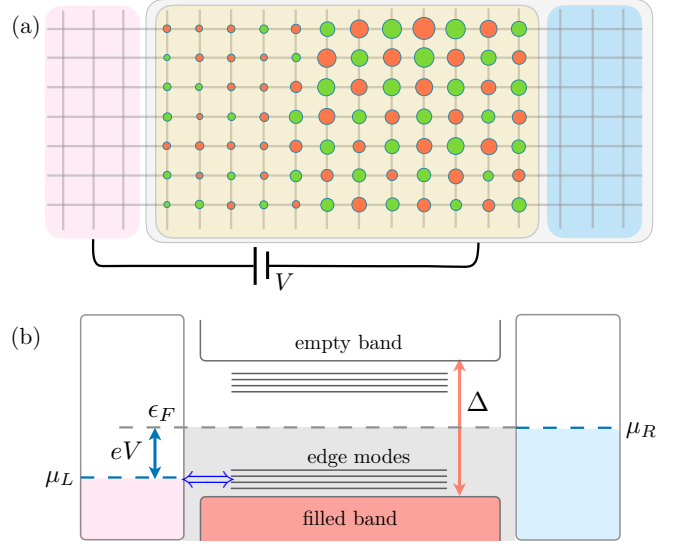 (a)
V
(b)
empty band
ϵ_F
Δ
μ_R
eV
edge modes
μ_L
filled band